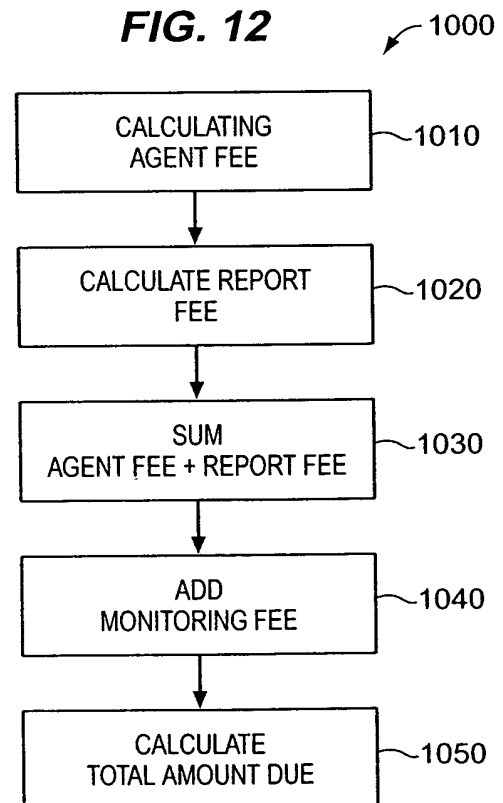 FIG. 12
1000
CALCULATING
AGENT FEE
1010
CALCULATE REPORT
FEE
1020
SUM
AGENT FEE + REPORT FEE
1030
ADD
MONITORING FEE
1040
CALCULATE
TOTAL AMOUNT DUE
1050